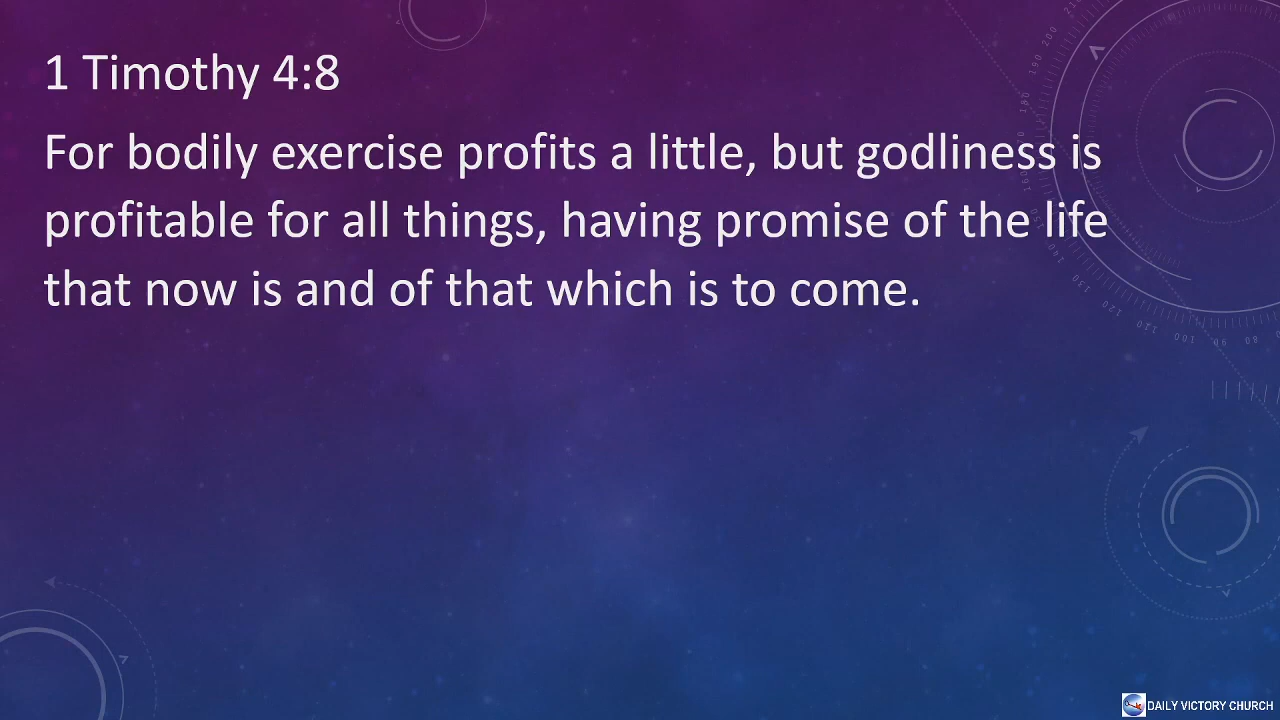 1 Timothy 4:8
For bodily exercise profits a little, but godliness is
profitable for all things, having promise of the life
that now is and of that which is to come.
DAILY VICTORY CHURCH